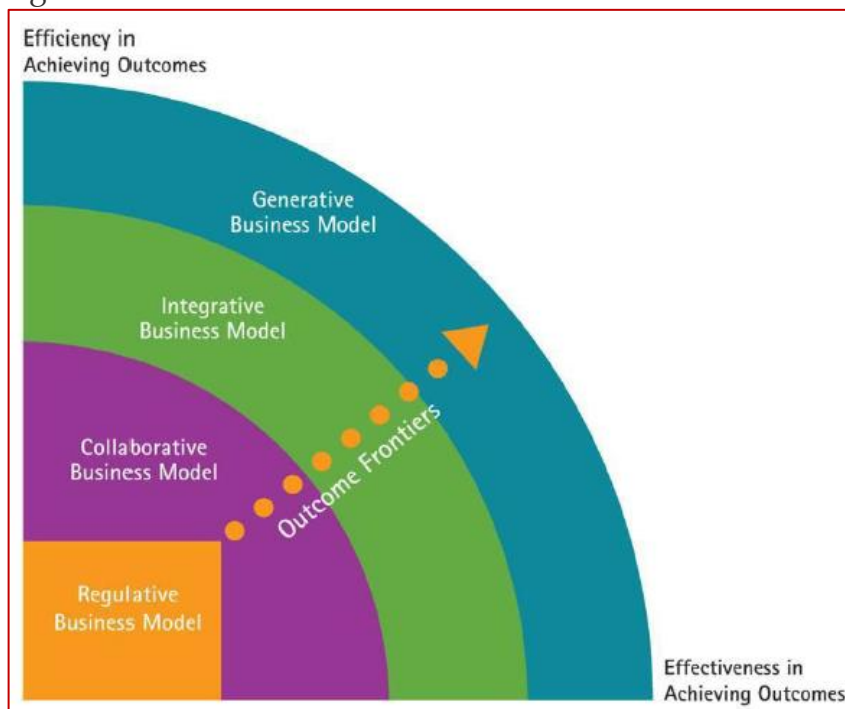 Efficiency in
Achieving Outcomes
Generative
Business Model
Integrative
Business Model
Outcome Frontiers
Collaborative
Business Model
Regulative
Business Model
Effectiveness in
Achieving Outcomes